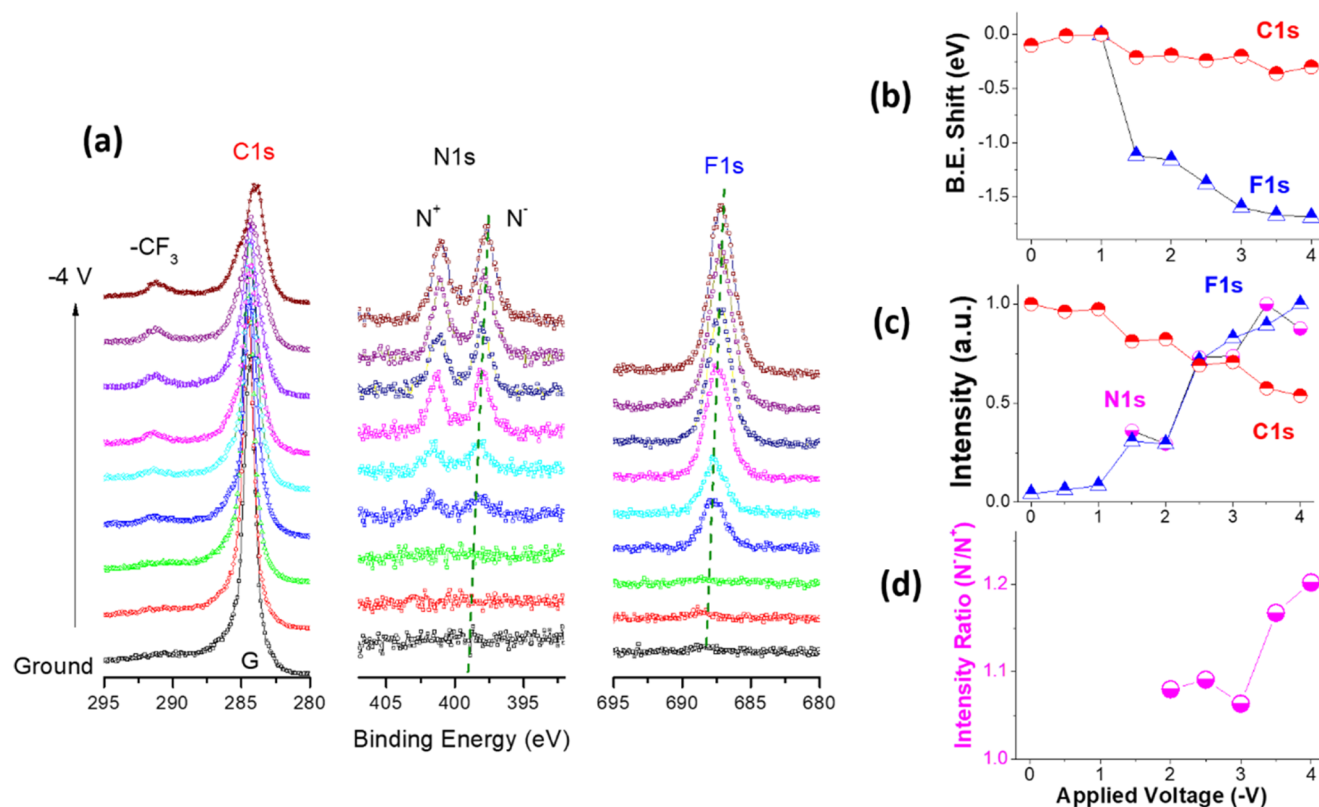 (a)
C1s
N1s
F1s
N+
N-
-CF3
-4 V
Ground
G
295 290 285 280
405 400 395
695 690 685 680
Binding Energy (eV)
(b)
B.E. Shift (eV)
0.0
-0.5
-1.0
-1.5
C1s
F1s
0 1 2 3 4
(c)
Intensity (a.u.)
1.0
0.5
0.0
F1s
N1s
C1s
0 1 2 3 4
(d)
Intensity Ratio (N-/N+)
1.2
1.1
1.0
0 1 2 3 4
Applied Voltage (-V)